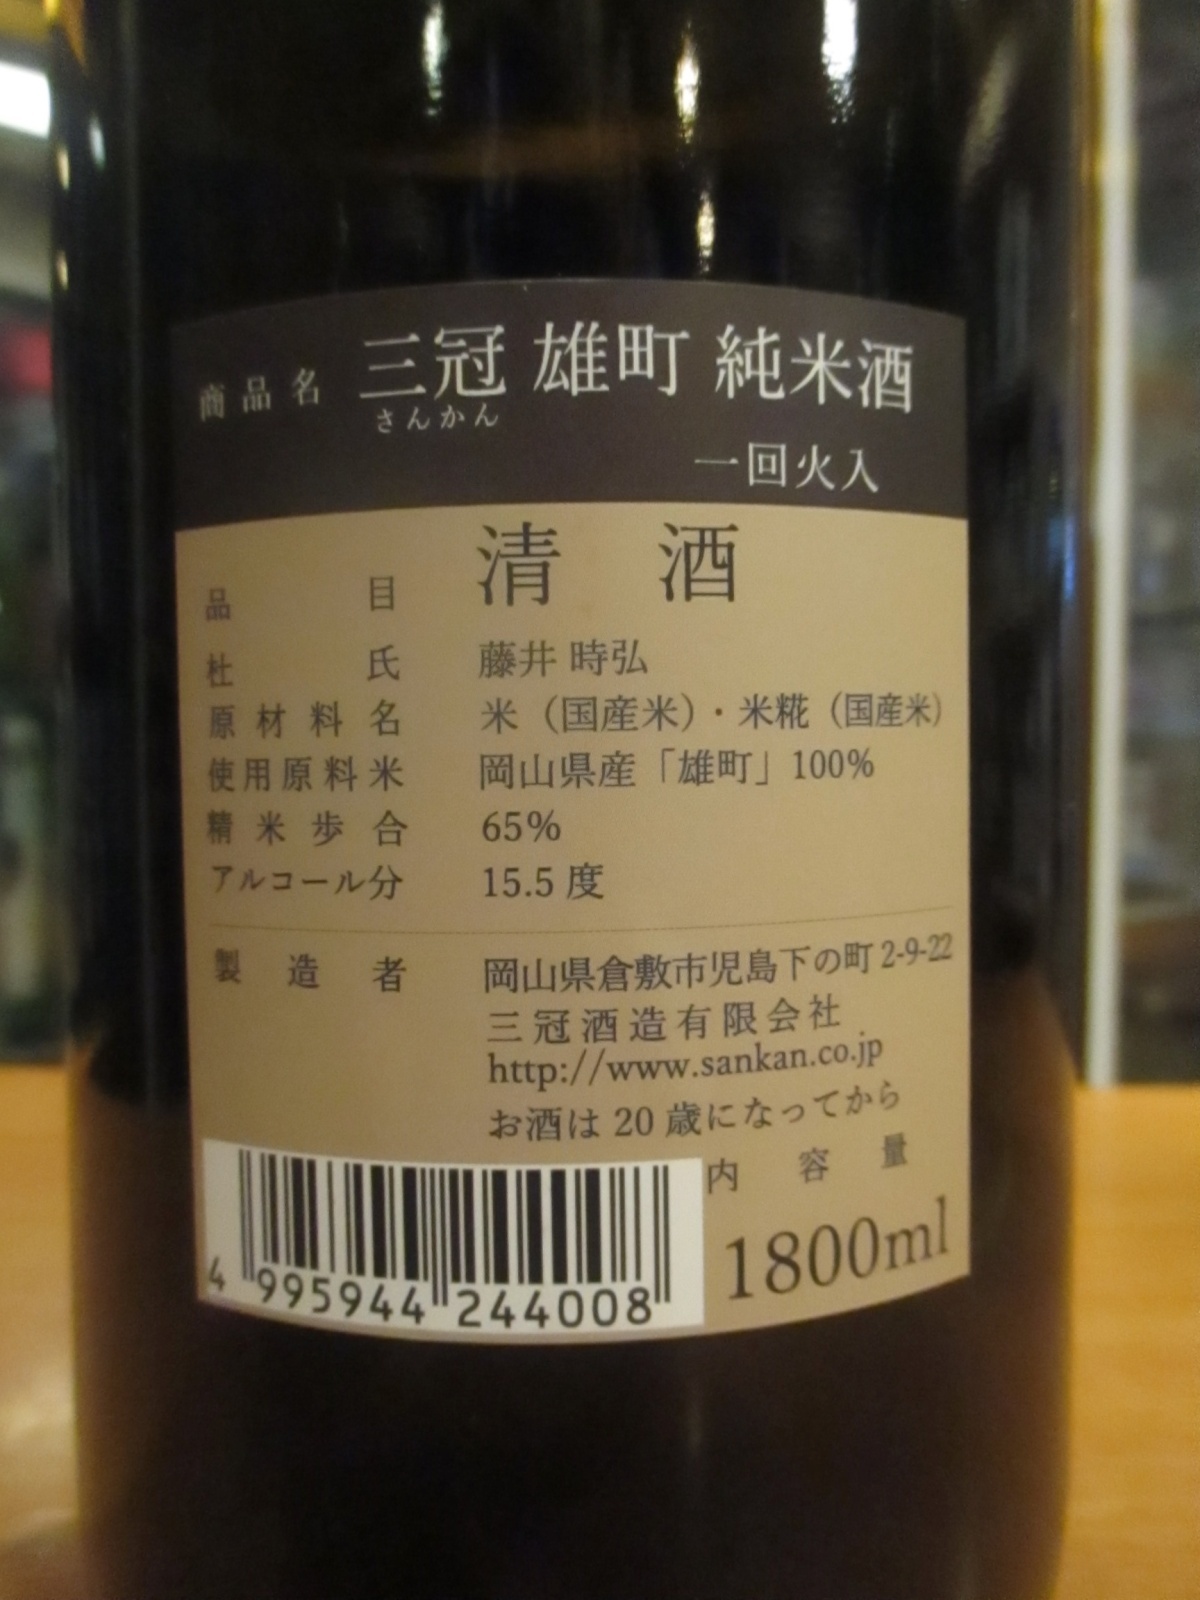 商品名 三冠 雄町 純米酒
さんかん
一回火入
品目 清酒
杜氏 藤井 時弘
原材料名 米（国産米）・米糀（国産米）
使用原料米 岡山県産「雄町」100%
精米歩合 65%
アルコール分 15.5 度
製造者 岡山県倉敷市児島下の町 2-9-22
三冠酒造有限会社
http://www.sankan.co.jp
お酒は 20 歳になってから
内容量
1800ml
4 995944 244008